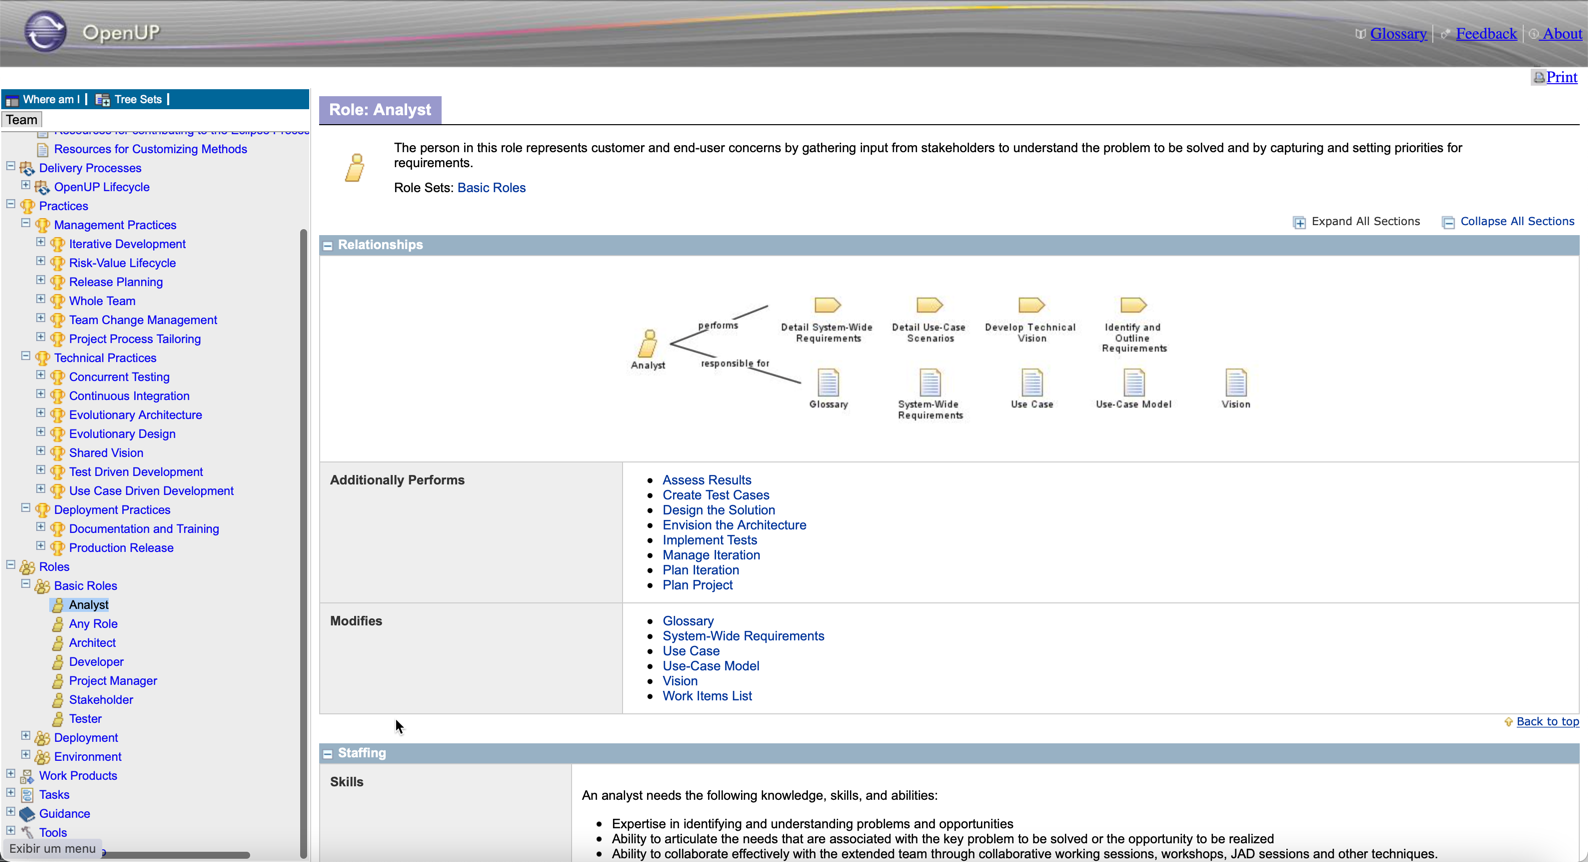 OpenUP
Glossary
Feedback
About
Print
Where am I
Tree Sets
Team
Resources for contributing to the Eclipse Proces
Resources for Customizing Methods
Delivery Processes
OpenUP Lifecycle
Practices
Management Practices
Iterative Development
Risk-Value Lifecycle
Release Planning
Whole Team
Team Change Management
Project Process Tailoring
Technical Practices
Concurrent Testing
Continuous Integration
Evolutionary Architecture
Evolutionary Design
Shared Vision
Test Driven Development
Use Case Driven Development
Deployment Practices
Documentation and Training
Production Release
Roles
Basic Roles
Analyst
Any Role
Architect
Developer
Project Manager
Stakeholder
Tester
Deployment
Environment
Work Products
Tasks
Guidance
Tools
Exibir um menu
Role: Analyst
The person in this role represents customer and end-user concerns by gathering input from stakeholders to understand the problem to be solved and by capturing and setting priorities for
requirements.
Role Sets: Basic Roles
Expand All Sections
Collapse All Sections
Relationships
Analyst
performs
Detail System-Wide
Requirements
Detail Use-Case
Scenarios
Develop Technical
Vision
Identify and
Outline
Requirements
responsible for
Glossary
System-Wide
Requirements
Use Case
Use-Case Model
Vision
Additionally Performs
Assess Results
Create Test Cases
Design the Solution
Envision the Architecture
Implement Tests
Manage Iteration
Plan Iteration
Plan Project
Modifies
Glossary
System-Wide Requirements
Use Case
Use-Case Model
Vision
Work Items List
Back to top
Staffing
Skills
An analyst needs the following knowledge, skills, and abilities:
Expertise in identifying and understanding problems and opportunities
Ability to articulate the needs that are associated with the key problem to be solved or the opportunity to be realized
Ability to collaborate effectively with the extended team through collaborative working sessions, workshops, JAD sessions and other techniques.